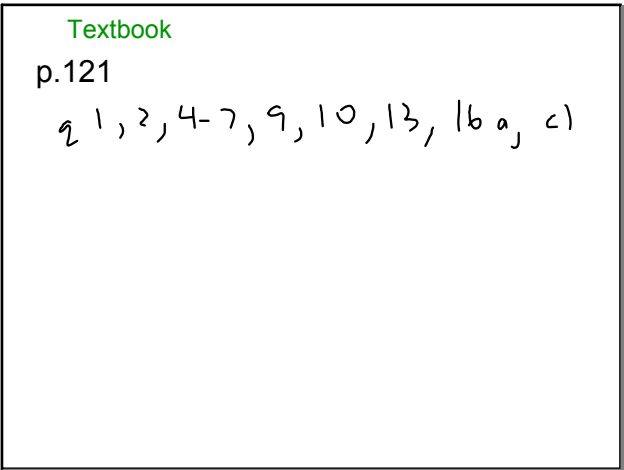 Textbook
p.121
q 1, 2, 4-7, 9, 10, 13, 16 a, c)